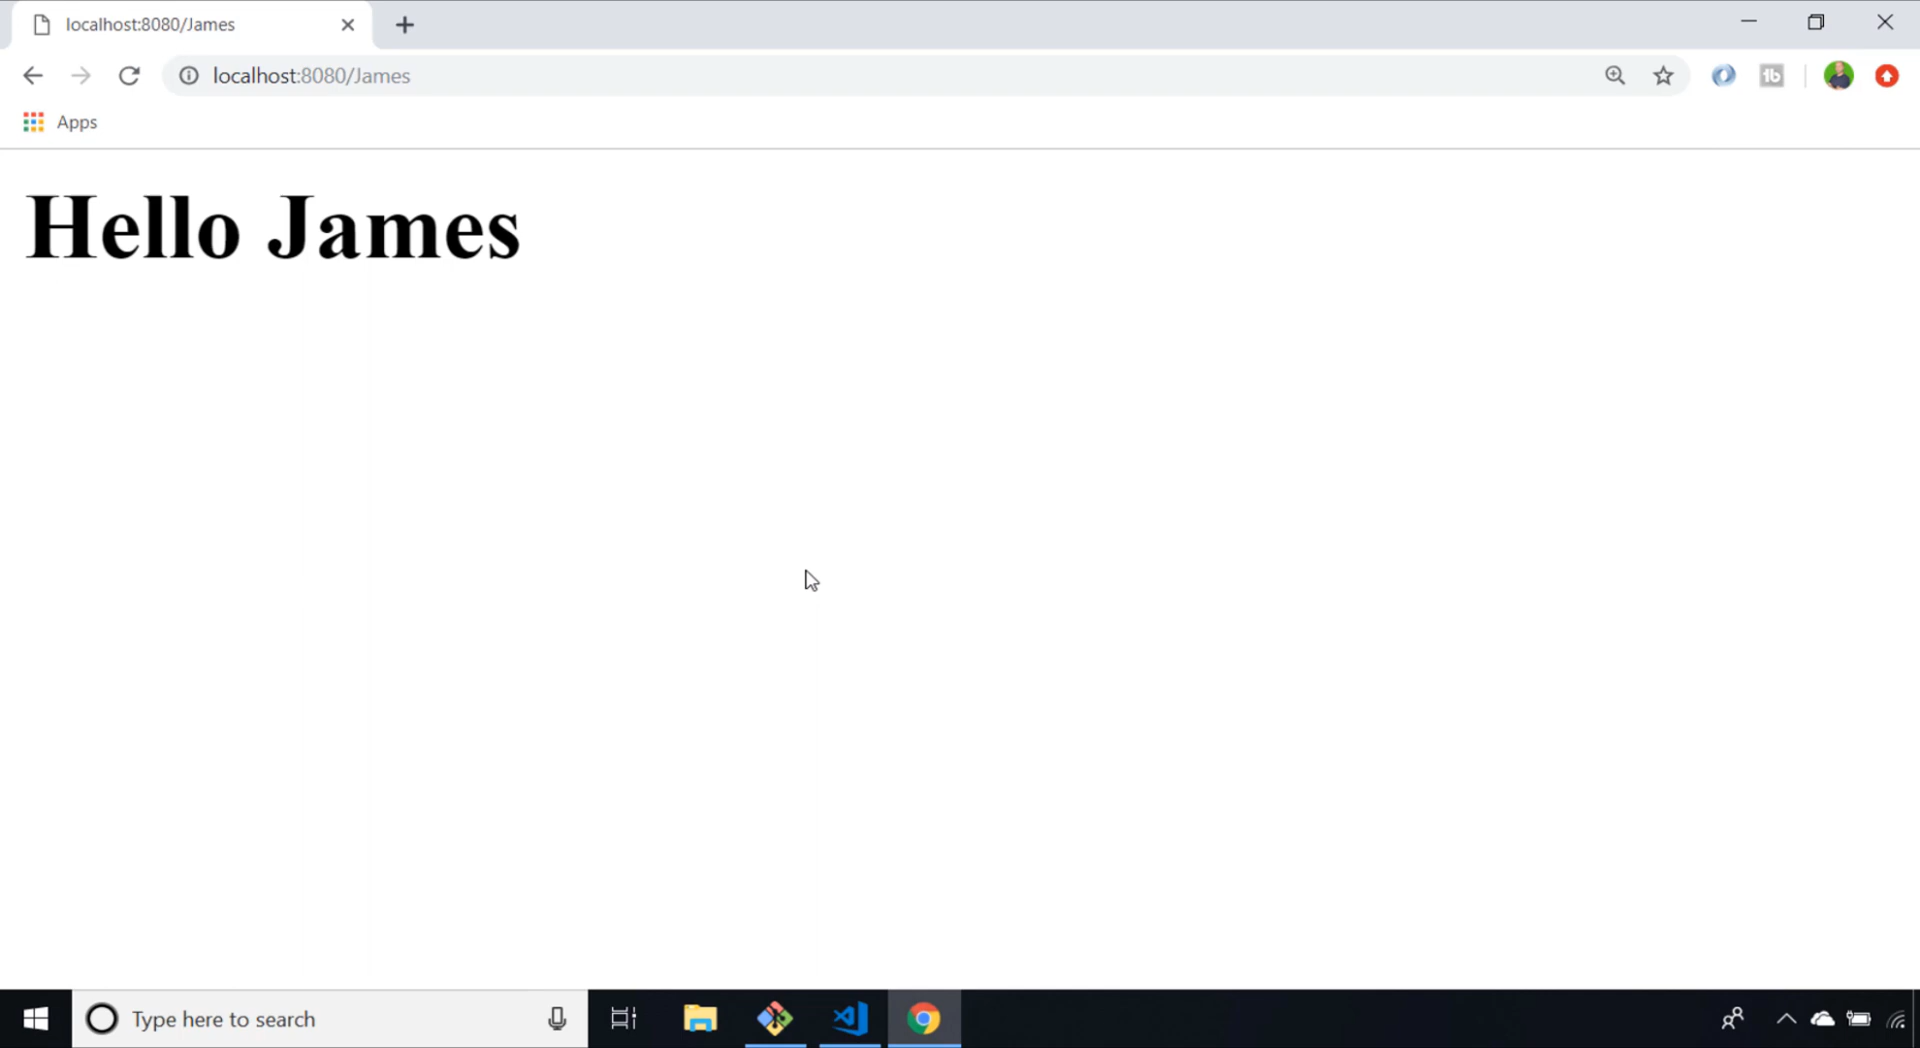 localhost:8080/James
localhost:8080/James
Apps
Hello James
Type here to search